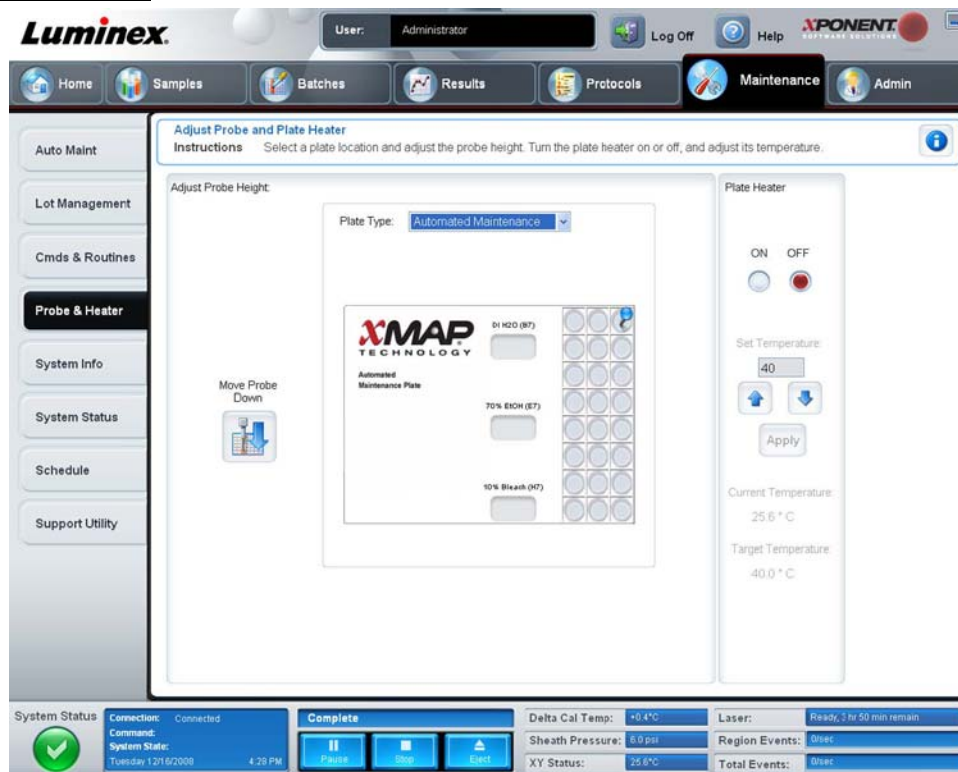 Luminex.
User: Administrator
Log Off
Help
XPONENT.
SOFTWARE SOLUTIONS
Home
Samples
Batches
Results
Protocols
Maintenance
Admin
Auto Maint
Lot Management
Cmds & Routines
Probe & Heater
System Info
System Status
Schedule
Support Utility
Adjust Probe and Plate Heater
Instructions Select a plate location and adjust the probe height. Turn the plate heater on or off, and adjust its temperature.
Adjust Probe Height:
Plate Type: Automated Maintenance
Move Probe
Down
XMAP
TECHNOLOGY
Automated
Maintenance Plate
DI H2O (B7)
70% EtOH (E7)
10% Bleach (H7)
Plate Heater
ON OFF
Set Temperature:
40
Apply
Current Temperature:
25.6 ° C
Target Temperature:
40.0 ° C
System Status
Connection: Connected
Command:
System State:
Tuesday 12/16/2008 4:28 PM
Complete
Pause
Stop
Eject
Delta Cal Temp: +0.4°C
Sheath Pressure: 6.0 psi
XY Status: 25.6°C
Laser: Ready, 3 hr 50 min remain
Region Events: 0/sec
Total Events: 0/sec